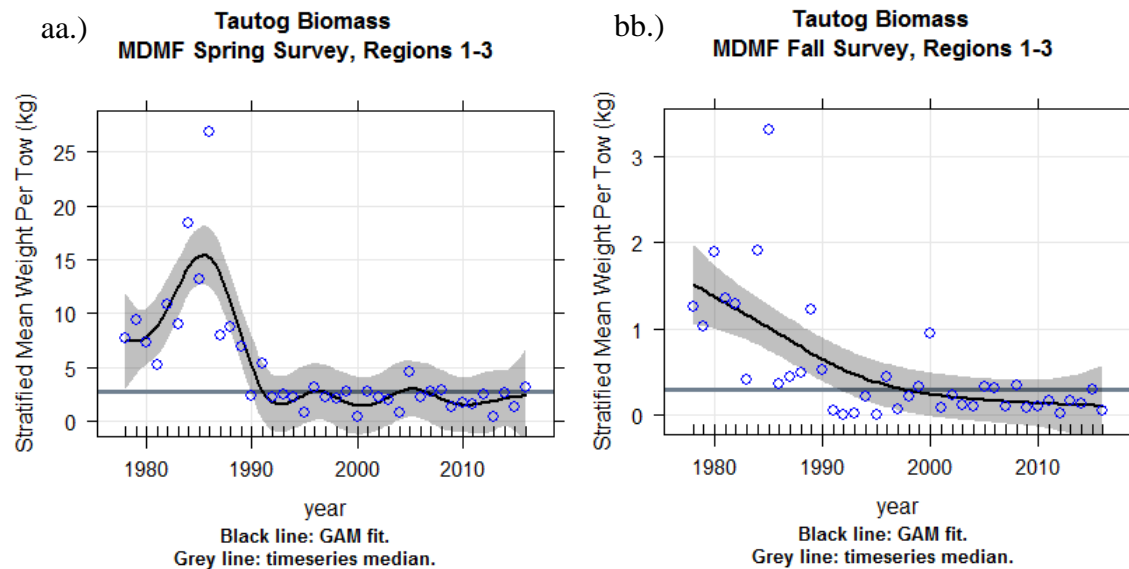 aa.)
Tautog Biomass
MDMF Spring Survey, Regions 1-3
Stratified Mean Weight Per Tow (kg)
25
20
15
10
5
0
1980
1990
2000
2010
year
Black line: GAM fit.
Grey line: timeseries median.
bb.)
Tautog Biomass
MDMF Fall Survey, Regions 1-3
Stratified Mean Weight Per Tow (kg)
3
2
1
0
1980
1990
2000
2010
year
Black line: GAM fit.
Grey line: timeseries median.